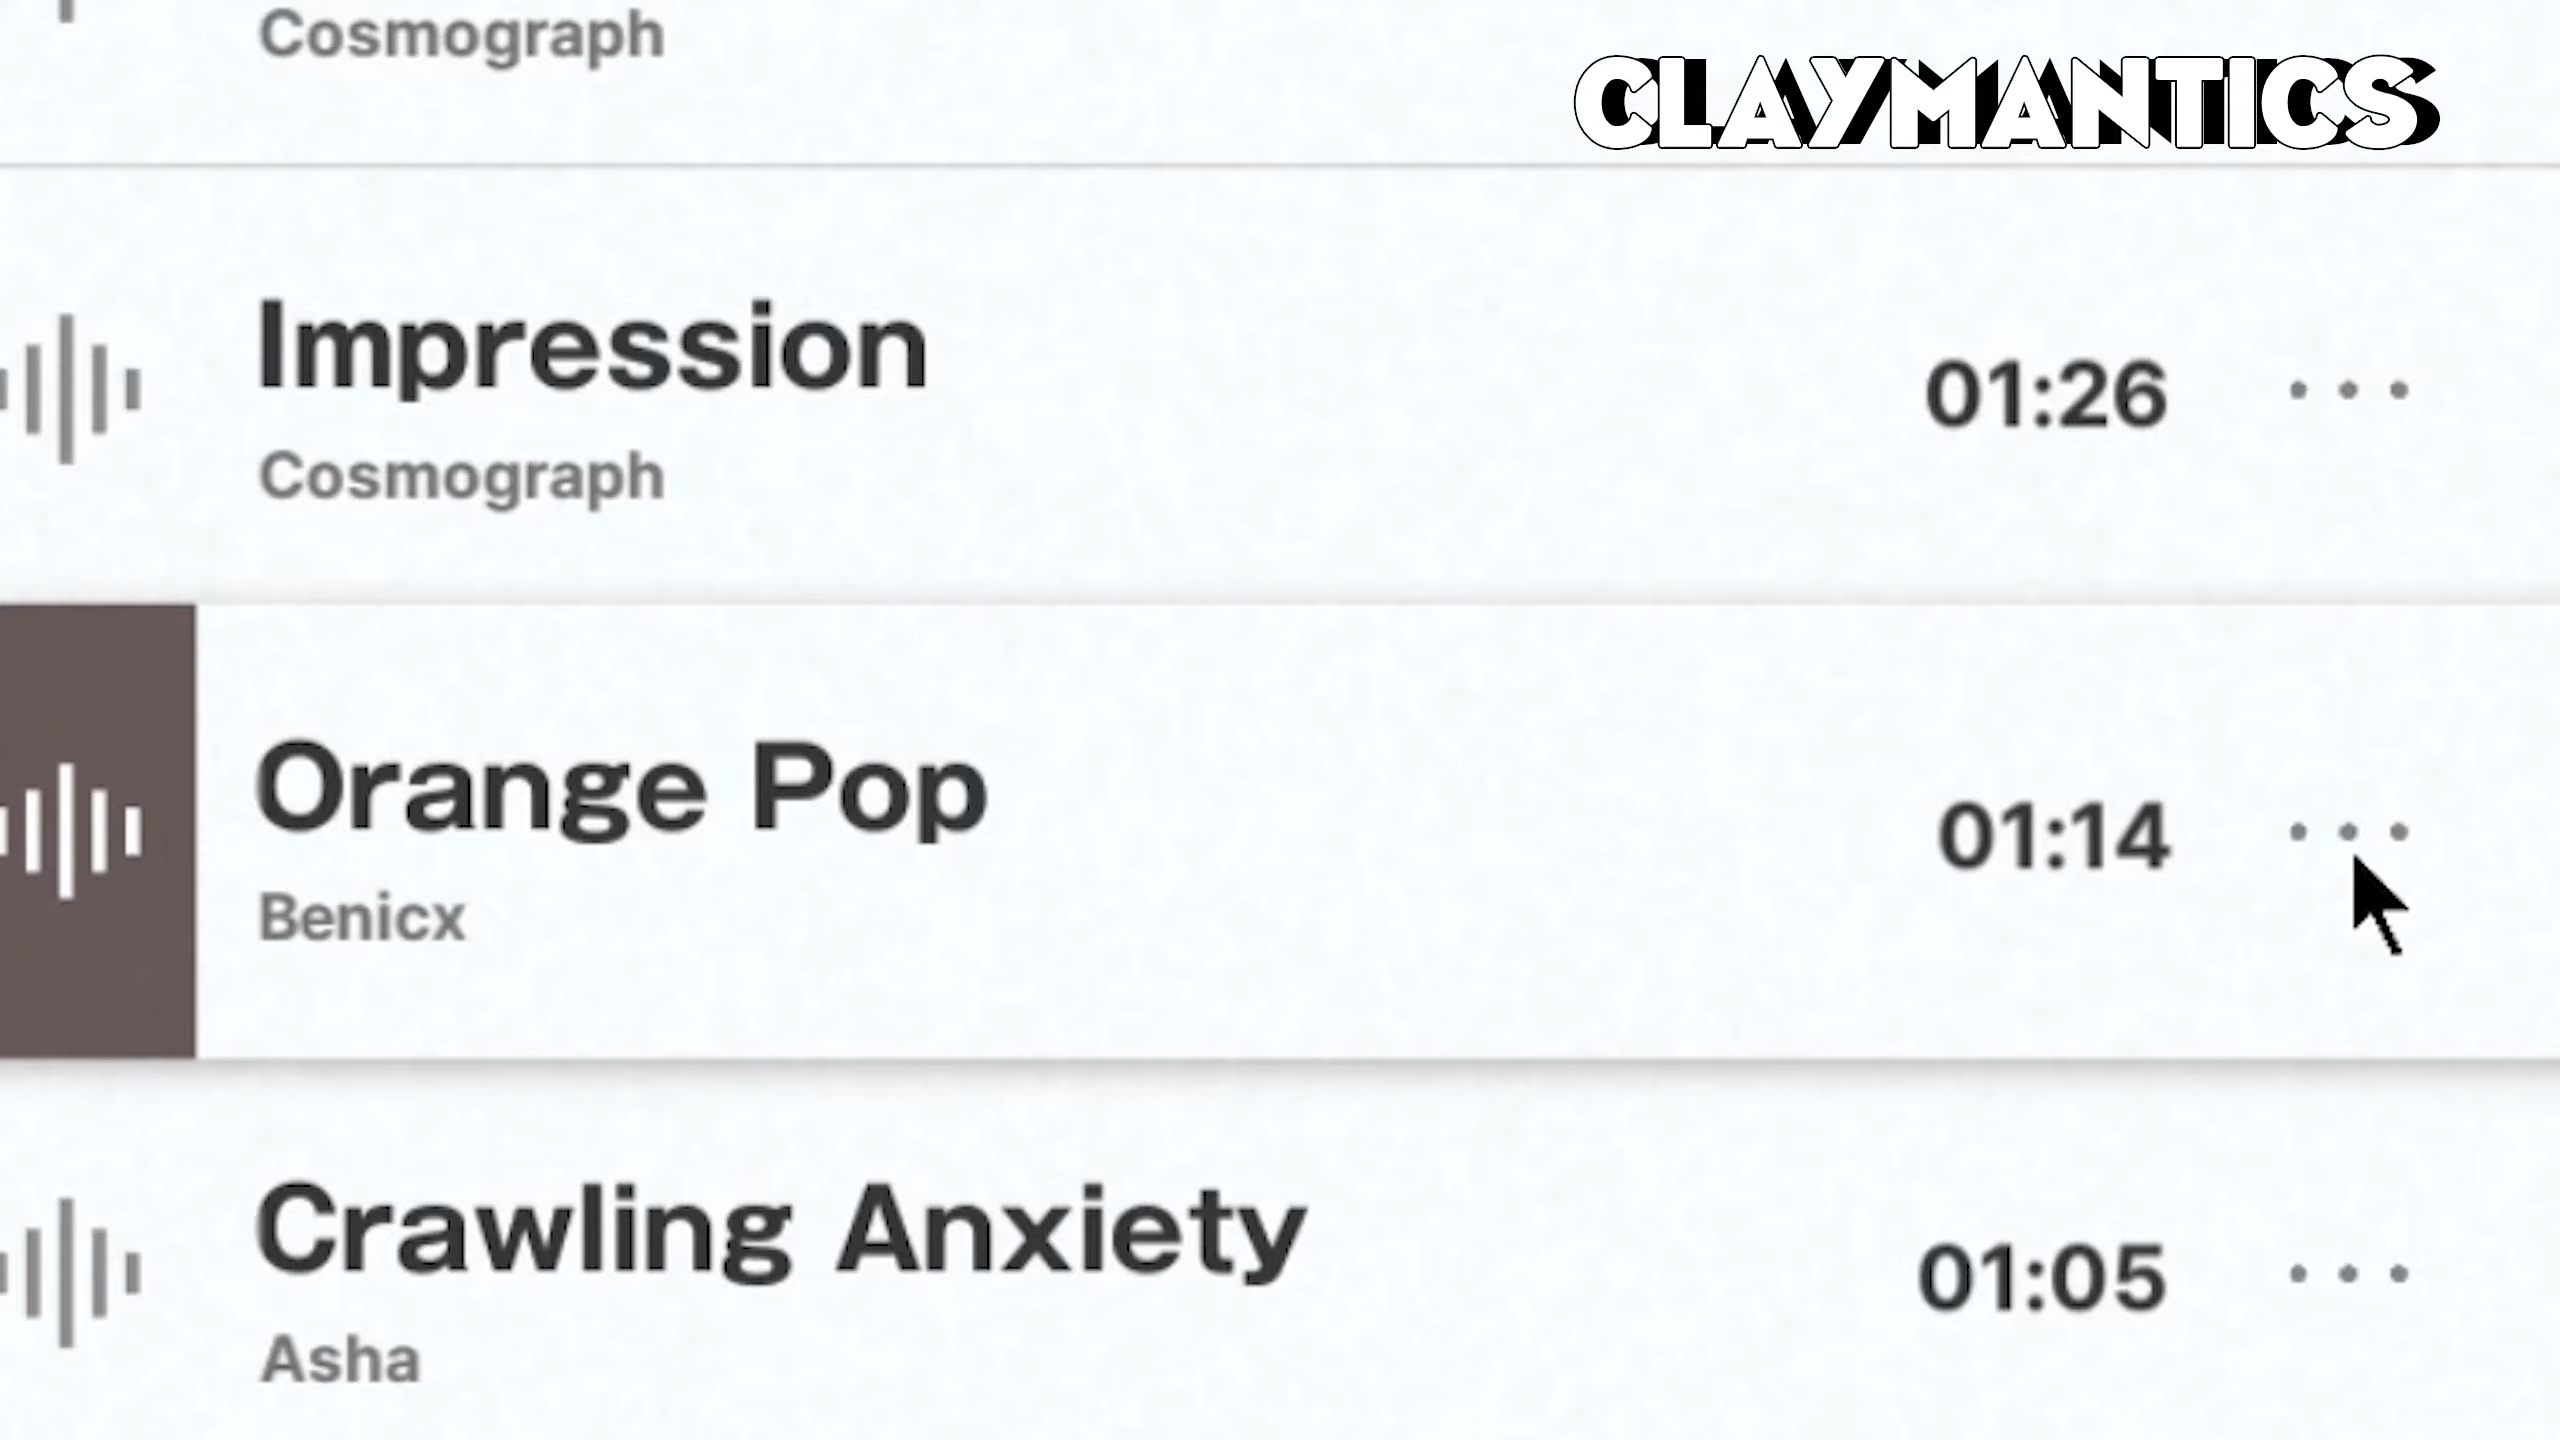 Cosmograph
CLAYMANTICS
Impression
01:26
Cosmograph
Orange Pop
01:14
Benicx
Crawling Anxiety
01:05
Asha